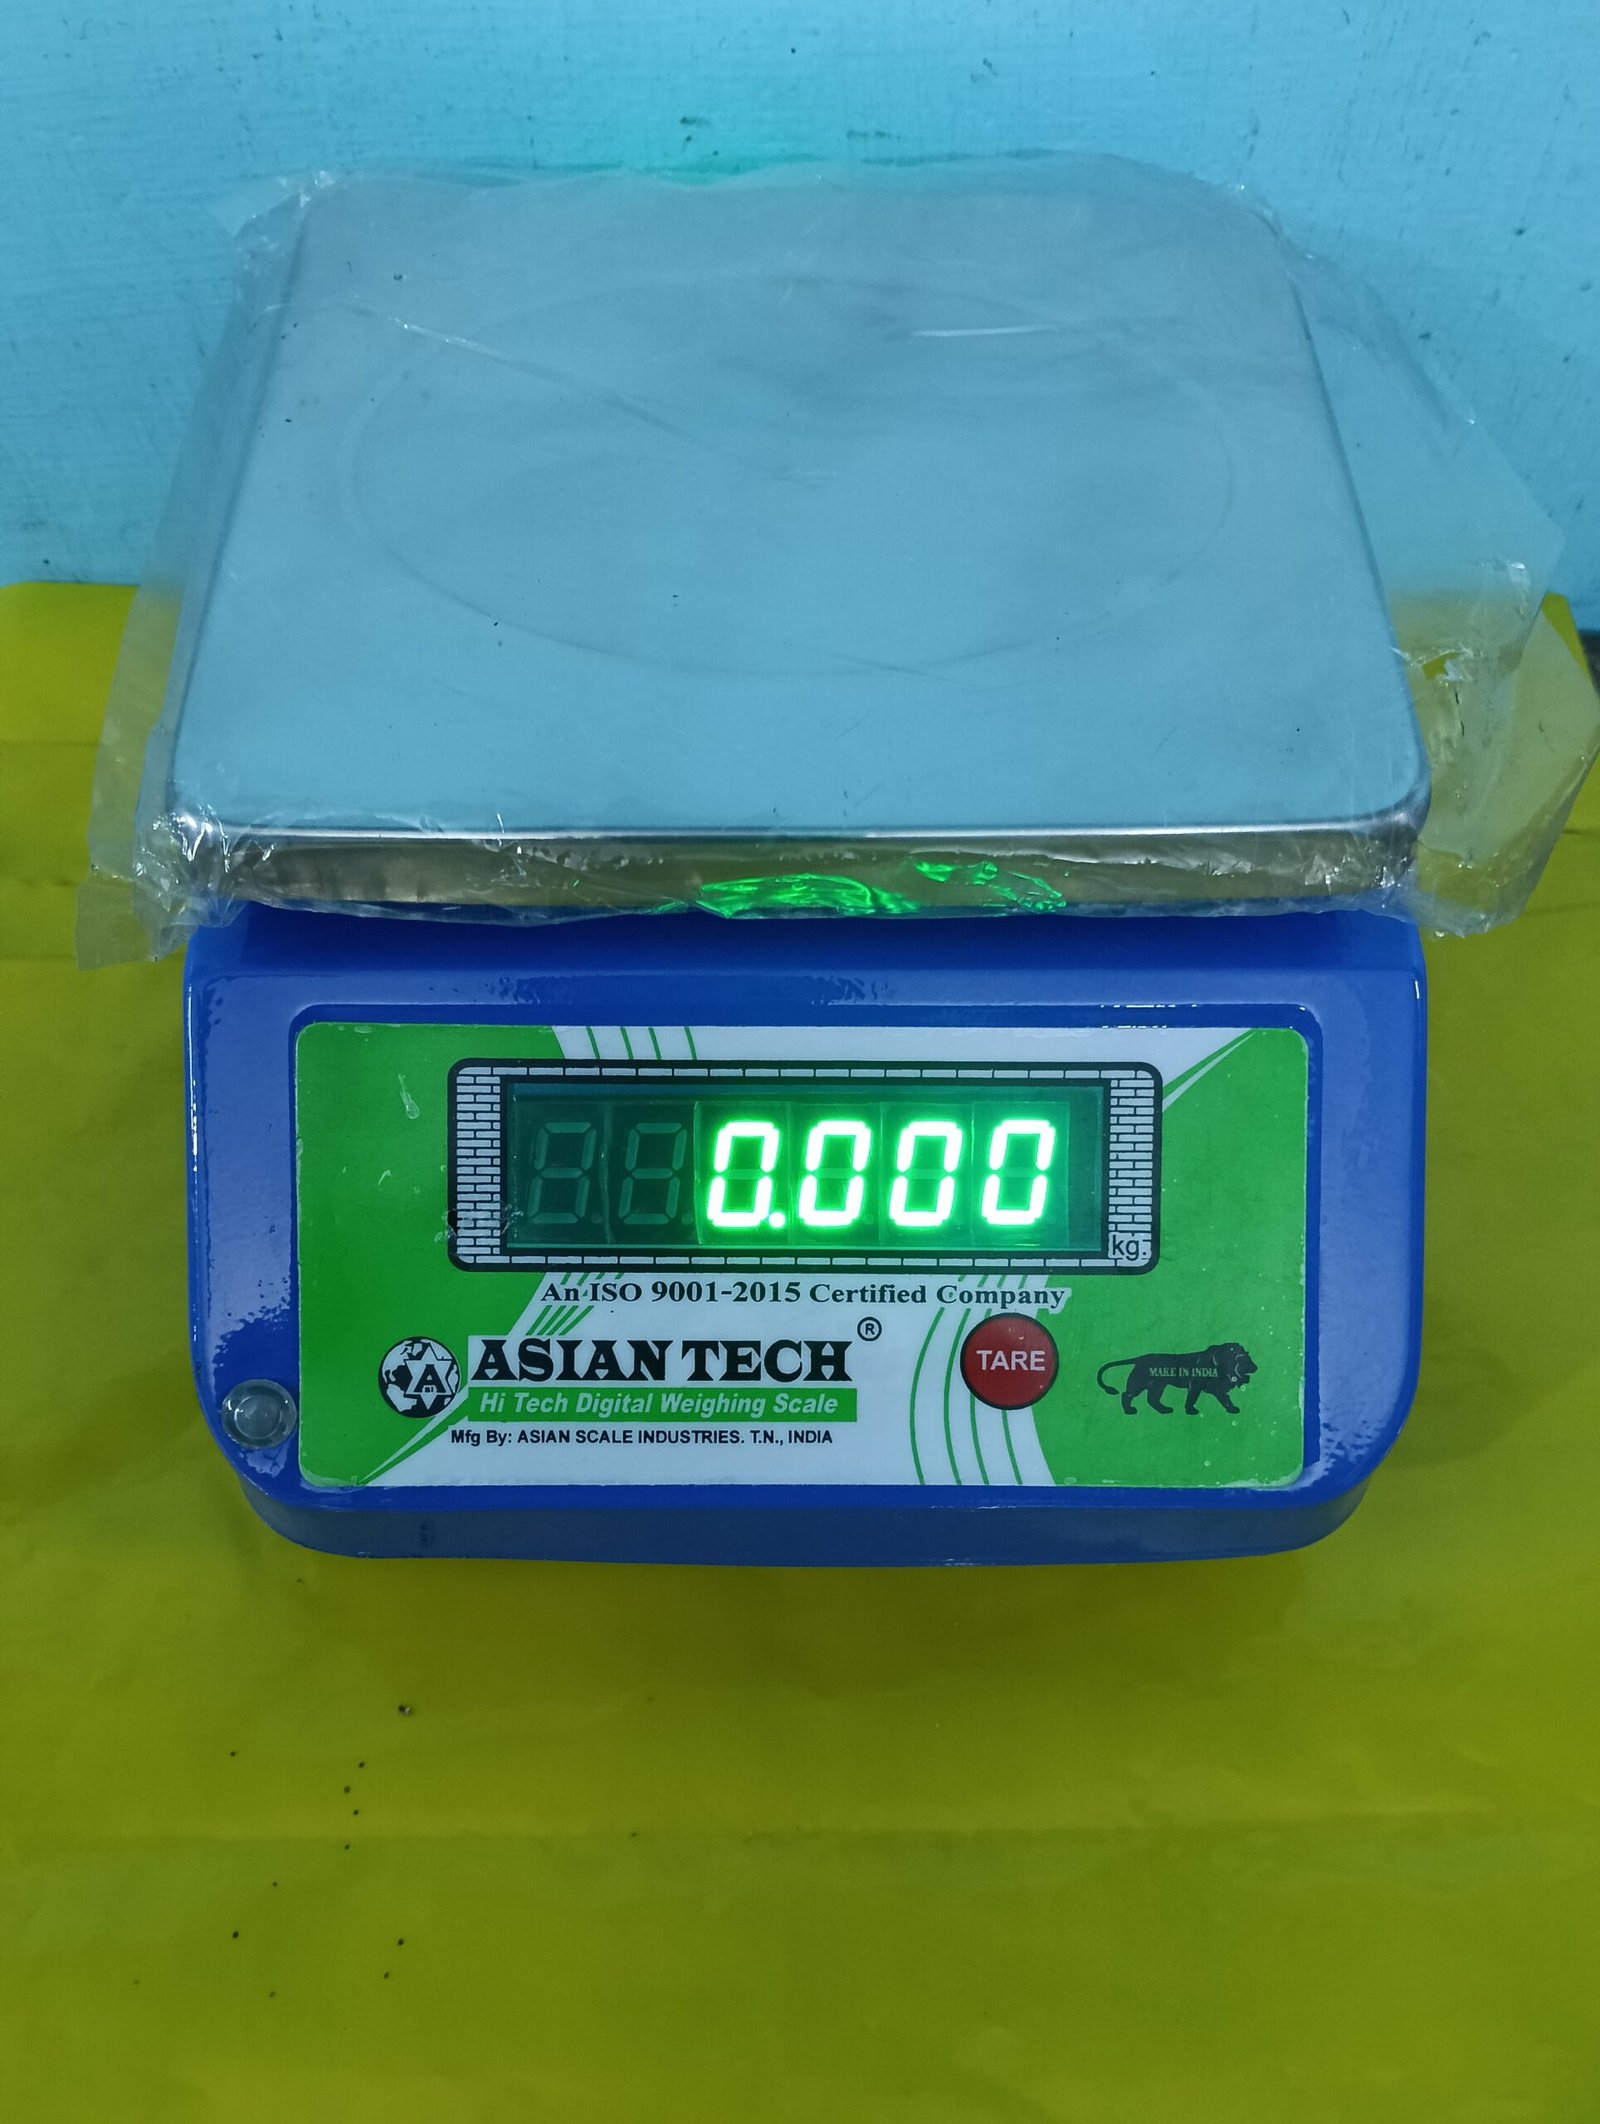 0.000
kg.
An ISO 9001-2015 Certified Company
ASIAN TECH ®
TARE
MAKE IN INDIA
A
SI
Hi Tech Digital Weighing Scale
Mfg By: ASIAN SCALE INDUSTRIES. T.N., INDIA